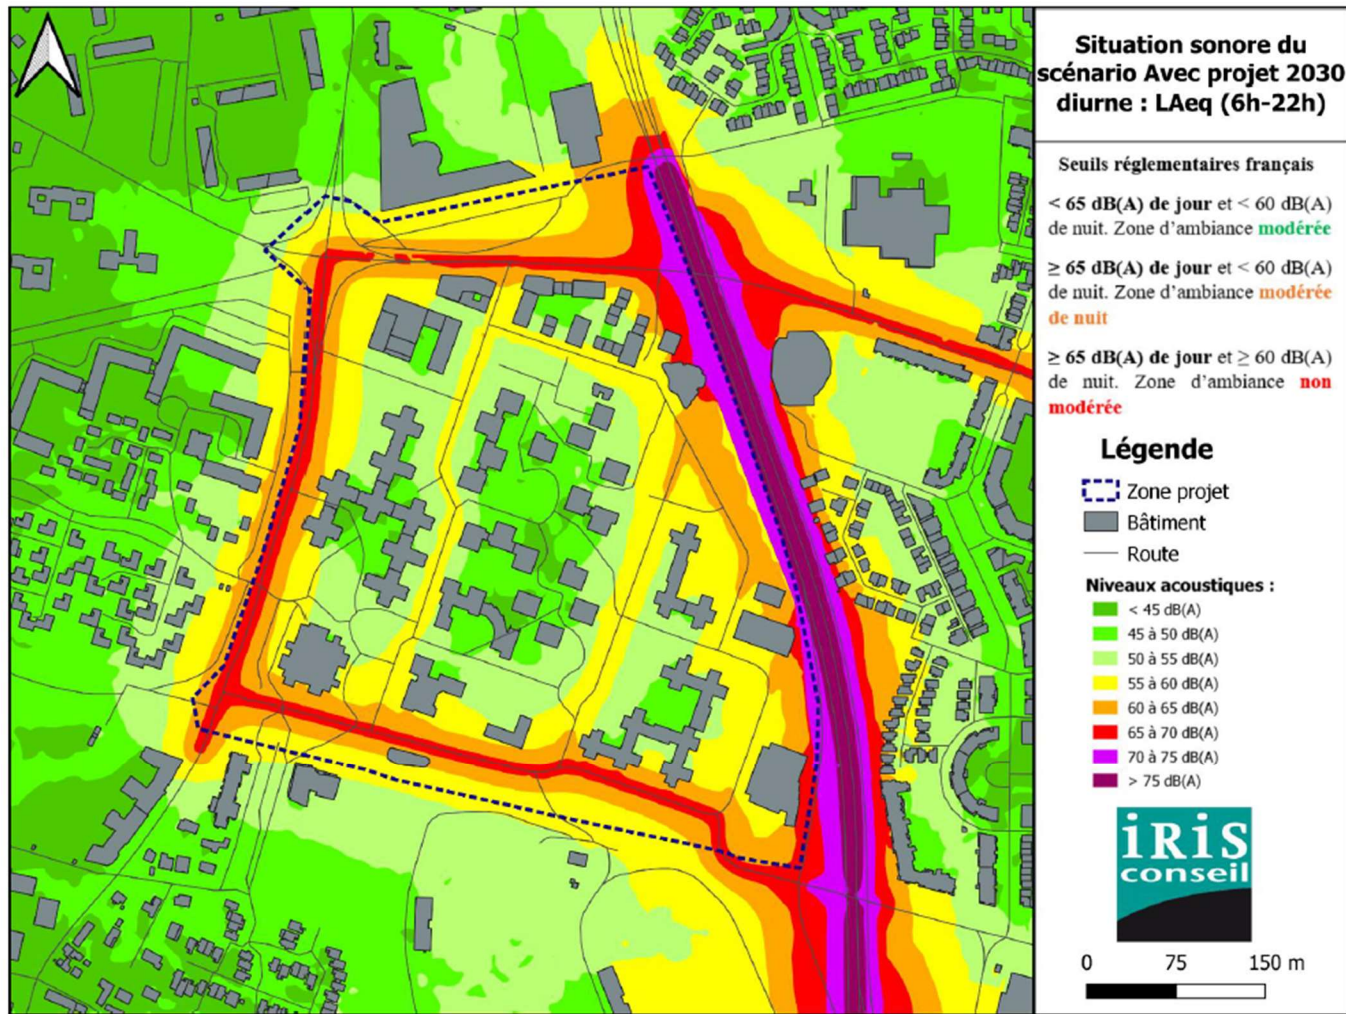 Situation sonore du
scénario Avec projet 2030
diurne : LAeq (6h-22h)
Seuils réglementaires français
< 65 dB(A) de jour et < 60 dB(A)
de nuit. Zone d'ambiance modérée
≥ 65 dB(A) de jour et < 60 dB(A)
de nuit. Zone d'ambiance modérée
de nuit
≥ 65 dB(A) de jour et ≥ 60 dB(A)
de nuit. Zone d'ambiance non
modérée
Légende
Zone projet
Bâtiment
Route
Niveaux acoustiques :
< 45 dB(A)
45 à 50 dB(A)
50 à 55 dB(A)
55 à 60 dB(A)
60 à 65 dB(A)
65 à 70 dB(A)
70 à 75 dB(A)
> 75 dB(A)
iRiS
conseil
0 75 150 m